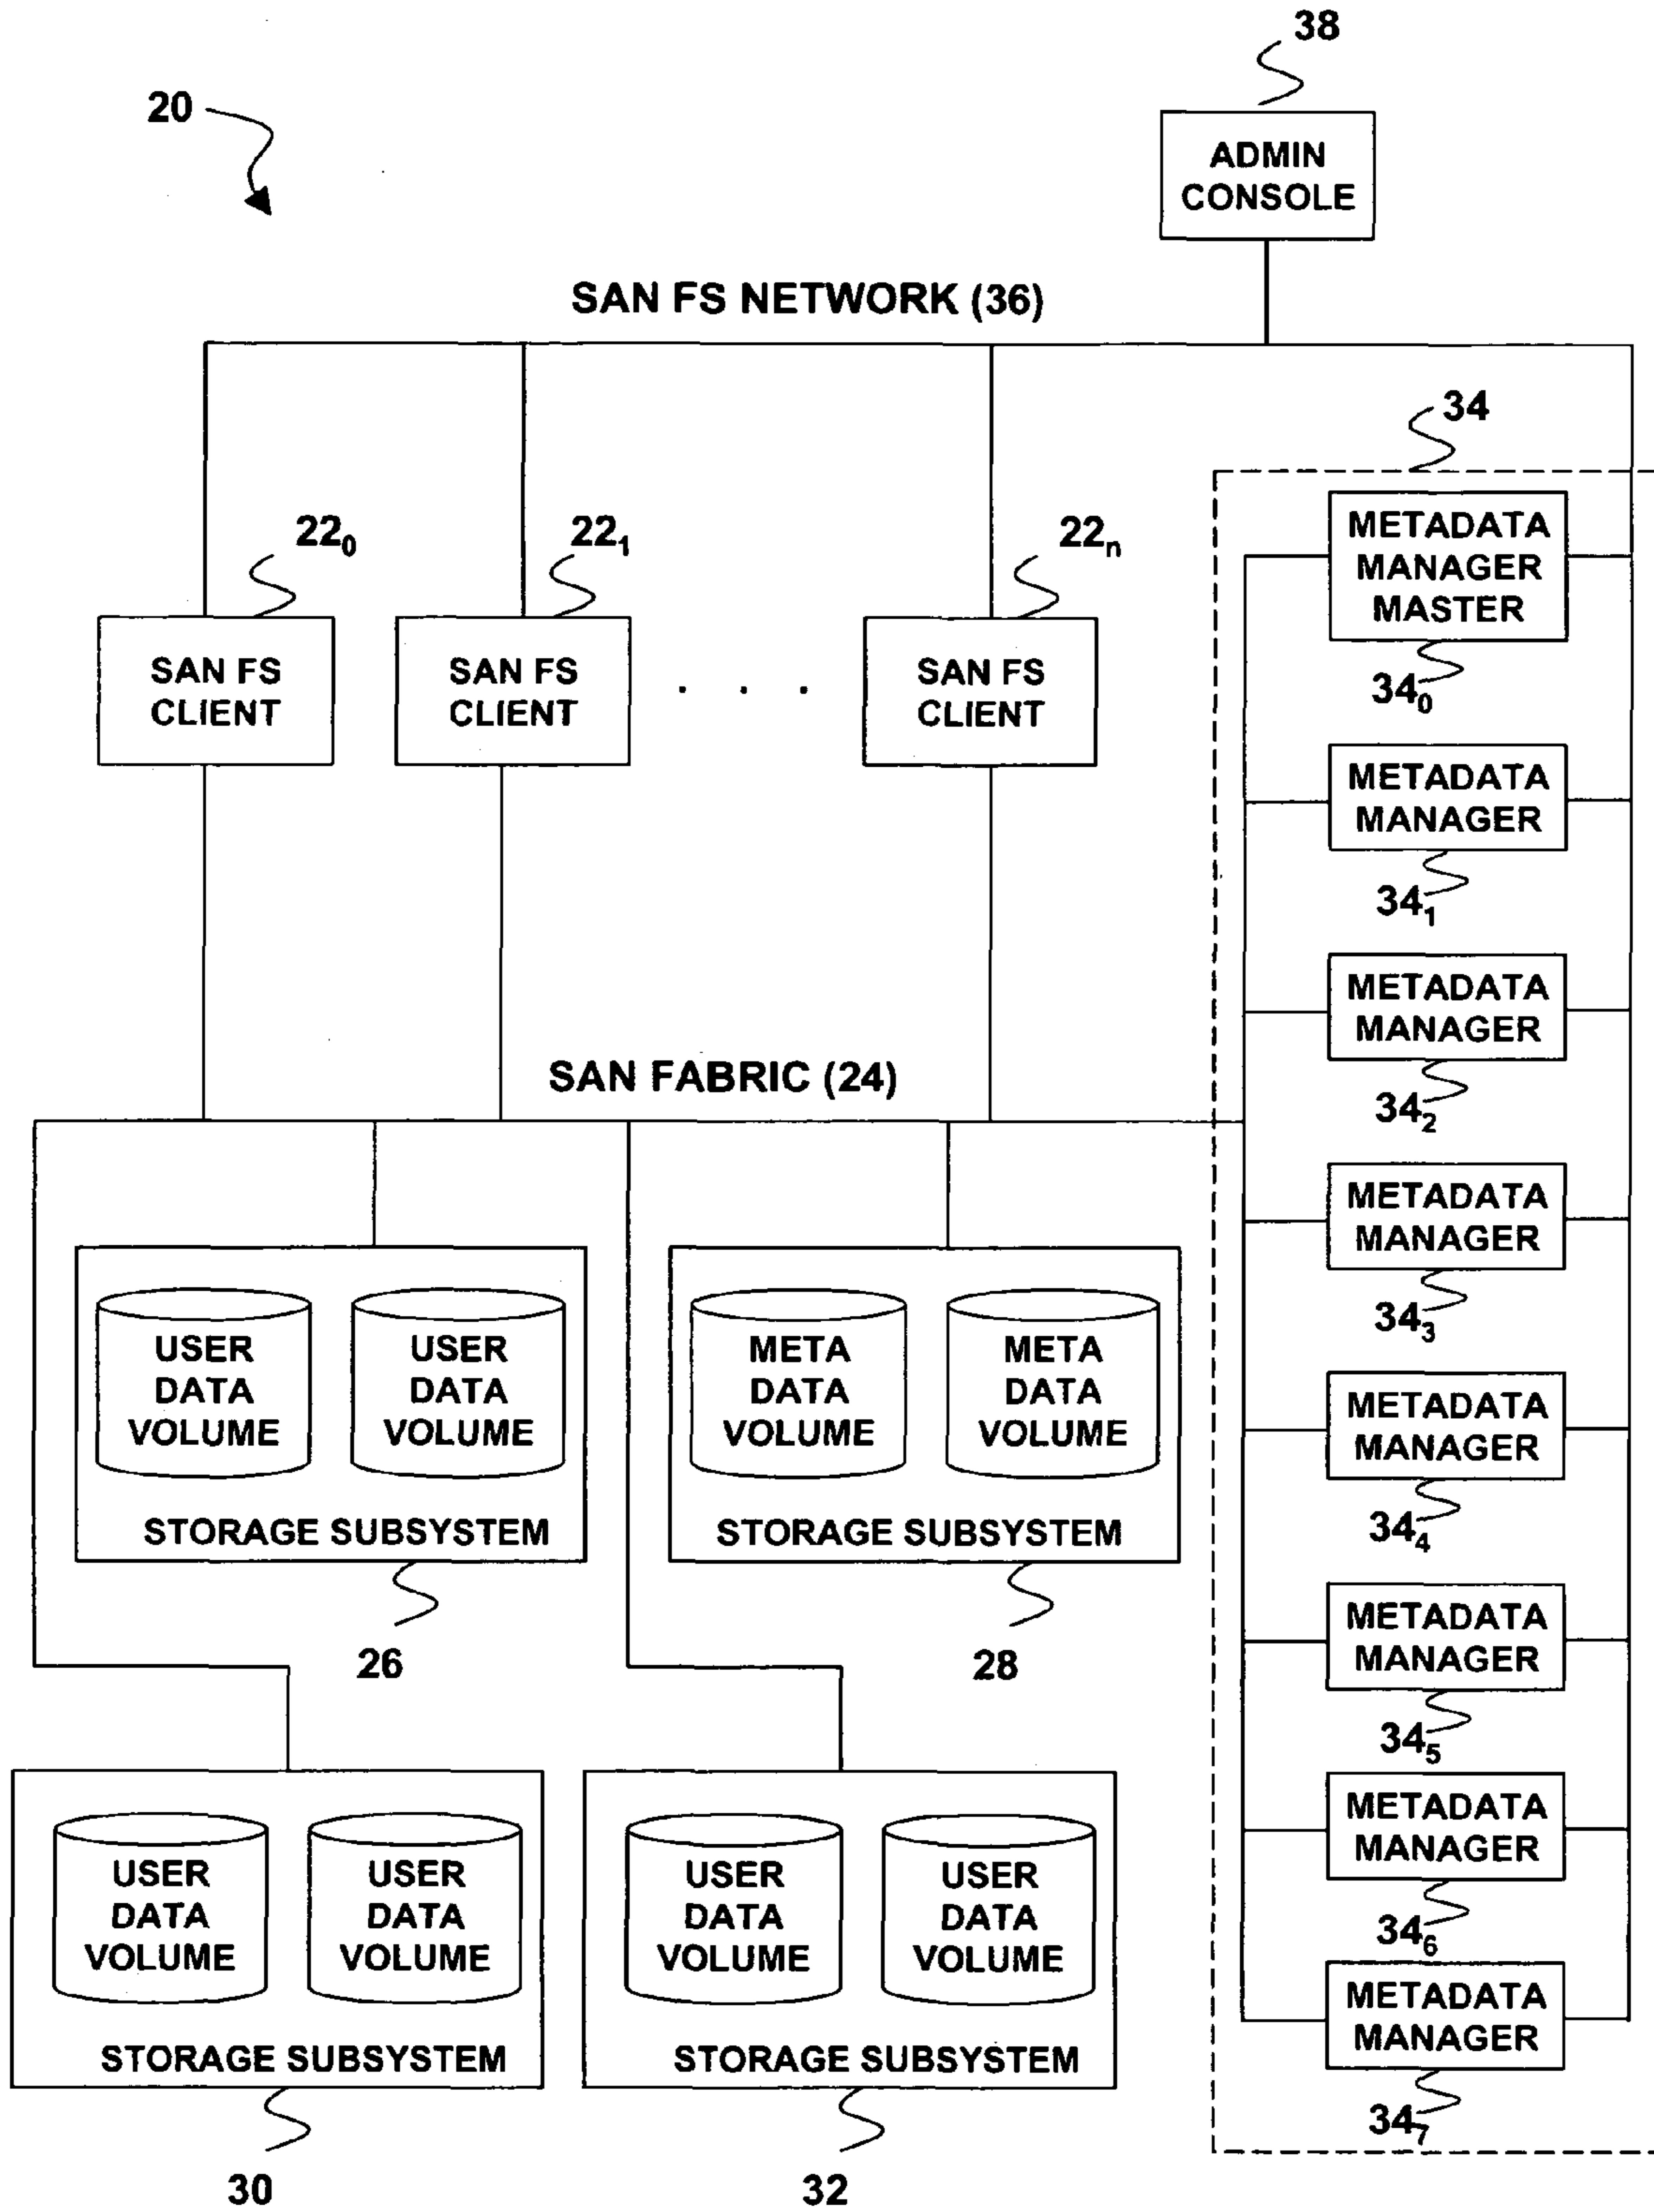 38
20
ADMIN
CONSOLE
SAN FS NETWORK (36)
34
22₀
22₁
22ₙ
SAN FS
CLIENT
SAN FS
CLIENT
. . .
SAN FS
CLIENT
METADATA
MANAGER
MASTER
34₀
METADATA
MANAGER
34₁
METADATA
MANAGER
34₂
SAN FABRIC (24)
METADATA
MANAGER
34₃
METADATA
MANAGER
34₄
METADATA
MANAGER
34₅
METADATA
MANAGER
34₆
METADATA
MANAGER
34₇
USER
DATA
VOLUME
USER
DATA
VOLUME
STORAGE SUBSYSTEM
26
META
DATA
VOLUME
META
DATA
VOLUME
STORAGE SUBSYSTEM
28
USER
DATA
VOLUME
USER
DATA
VOLUME
STORAGE SUBSYSTEM
30
USER
DATA
VOLUME
USER
DATA
VOLUME
STORAGE SUBSYSTEM
32